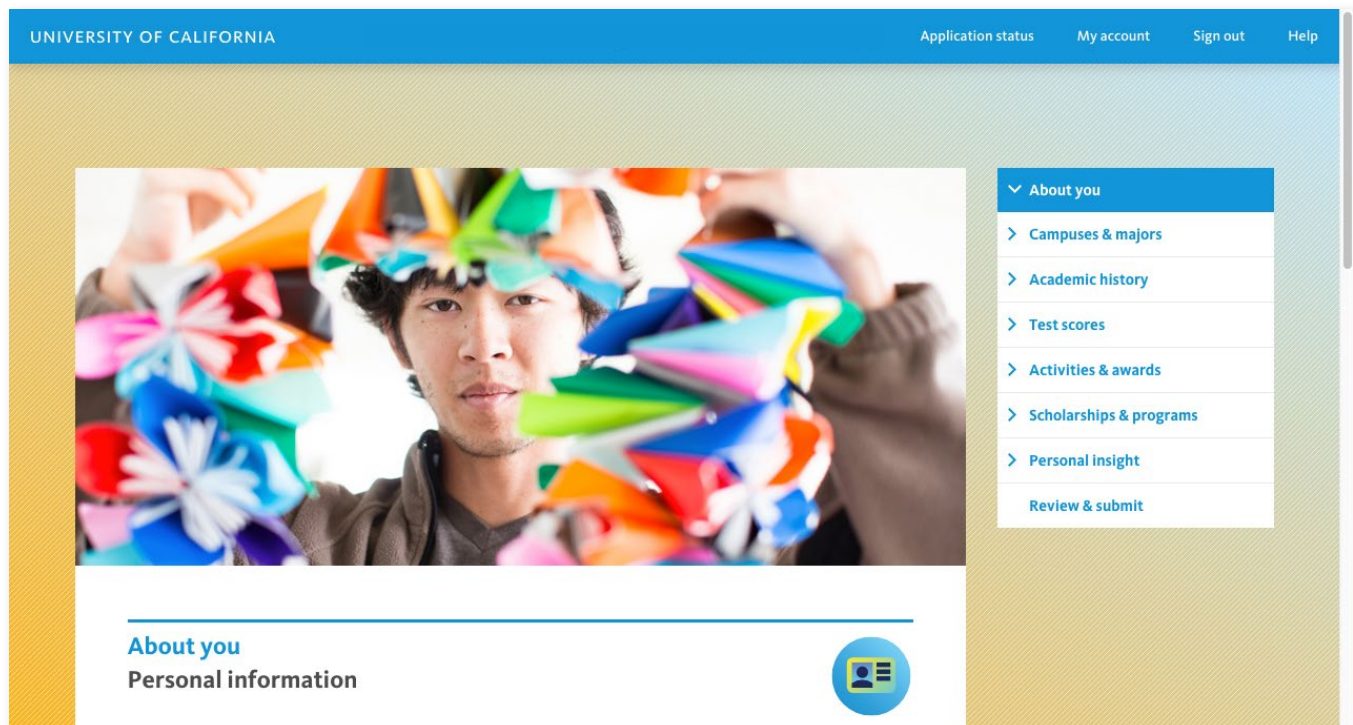 UNIVERSITY OF CALIFORNIA
Application status
My account
Sign out
Help
About you
Campuses & majors
Academic history
Test scores
Activities & awards
Scholarships & programs
Personal insight
Review & submit
About you
Personal information